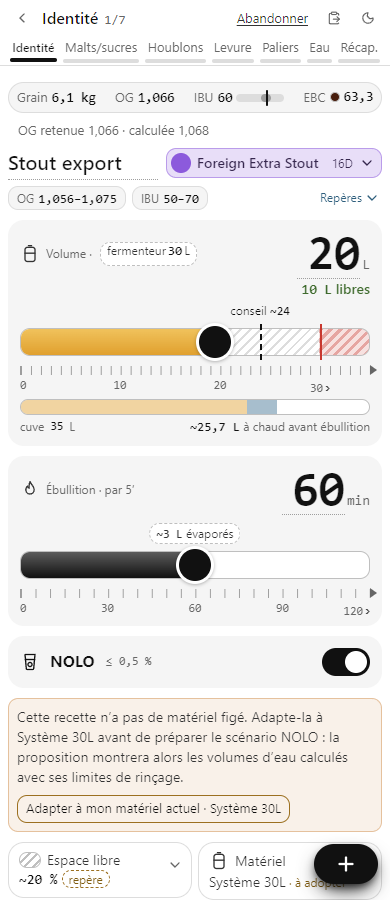 Identité 1/7 Abandonner
Identité Malts/sucres Houblons Levure Paliers Eau Récap.
Grain 6,1 kg OG 1,066 IBU 60 EBC 63,3
OG retenue 1,066 · calculée 1,068
Stout export Foreign Extra Stout 16D
OG 1,056–1,075 IBU 50–70 Repères
Volume · fermenteur 30 L 20 L
10 L libres
conseil ~24
0 10 20 30 ›
cuve 35 L ~25,7 L à chaud avant ébullition
Ébullition · par 5′ 60 min
~3 L évaporés
0 30 60 90 120 ›
NOLO ≤ 0,5 %
Cette recette n’a pas de matériel figé. Adapte-la à
Système 30L avant de préparer le scénario NOLO : la
proposition montrera alors les volumes d’eau calculés
avec ses limites de rinçage.
Adapter à mon matériel actuel · Système 30L
Espace libre
~20 % repère
Matériel
Système 30L · à adopter